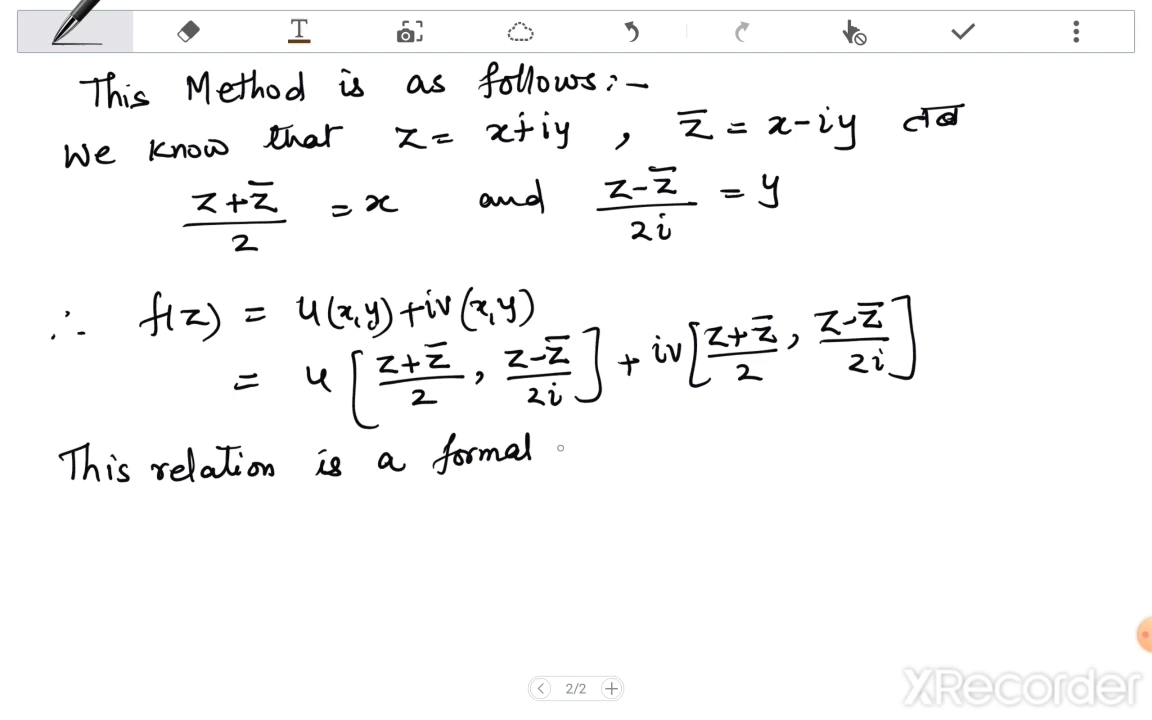 T
This Method is as follows:-
We know that z = x+iy , z̅ = x-iy तब
(z+z̅)/2 = x and (z-z̅)/2i = y
∴ f(z) = u(x,y)+iv(x,y)
= u[(z+z̅)/2, (z-z̅)/2i] + iv[(z+z̅)/2, (z-z̅)/2i]
This relation is a formal
2/2
XRecorder